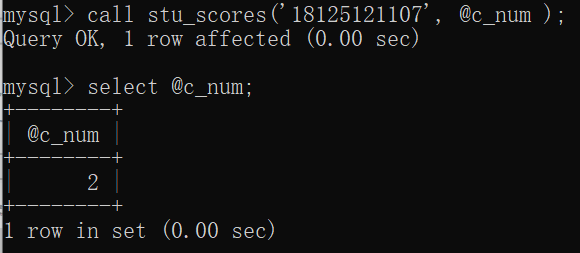 mysql> call stu_scores('18125121107', @c_num );
Query OK, 1 row affected (0.00 sec)
mysql> select @c_num;
+--------+
| @c_num |
+--------+
|      2 |
+--------+
1 row in set (0.00 sec)